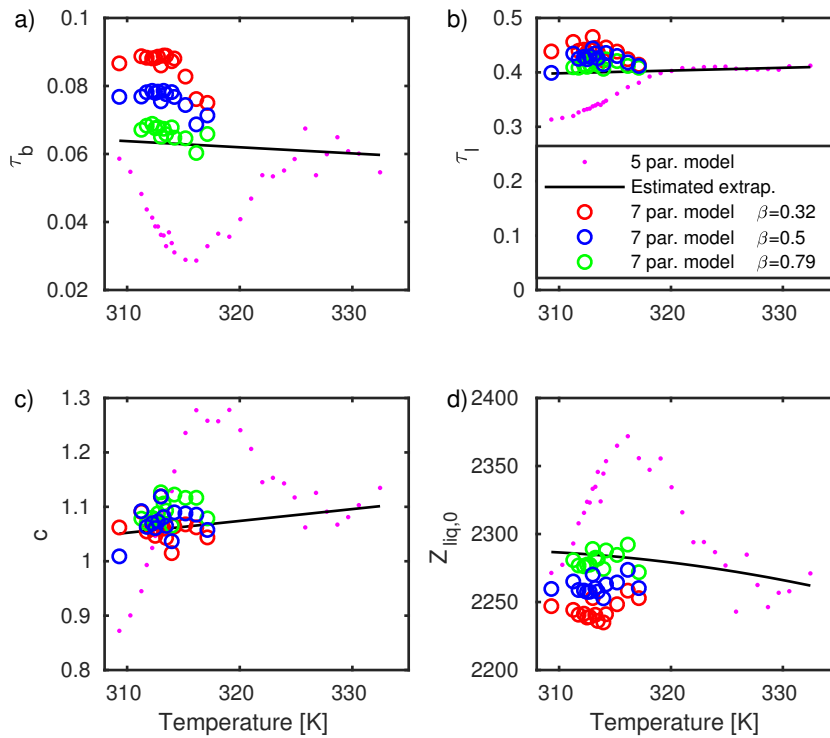 a)
0.1
0.08
0.06
0.04
0.02
τb
310
320
330
b)
0.5
0.4
0.3
0.2
0.1
0
τl
5 par. model
Estimated extrap.
7 par. model β=0.32
7 par. model β=0.5
7 par. model β=0.79
310
320
330
c)
1.3
1.2
1.1
1
0.9
0.8
c
310
320
330
Temperature [K]
d)
2400
2350
2300
2250
2200
Zliq,0
310
320
330
Temperature [K]